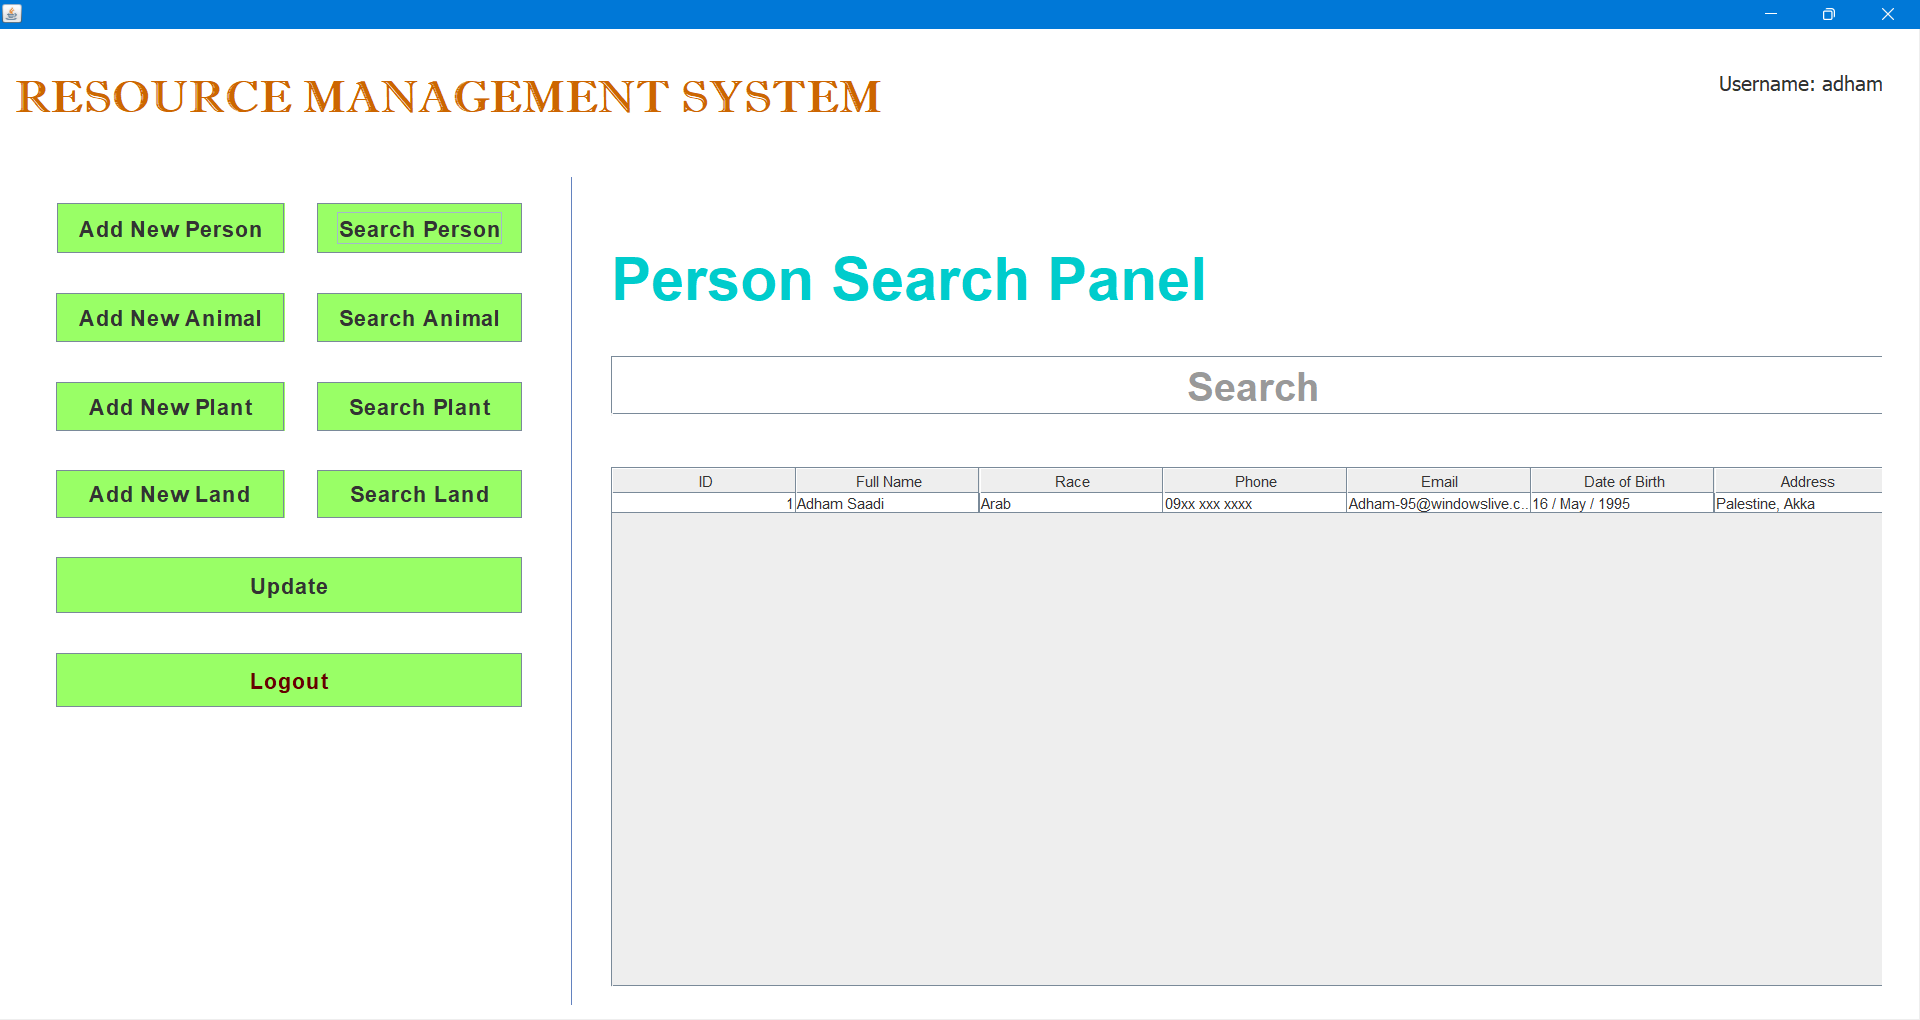 RESOURCE MANAGEMENT SYSTEM
Username: adham
Add New Person
Search Person
Add New Animal
Search Animal
Add New Plant
Search Plant
Add New Land
Search Land
Update
Logout
Person Search Panel
Search
ID Full Name Race Phone Email Date of Birth Address
1 Adham Saadi Arab 09xx xxx xxxx Adham-95@windowslive.c... 16 / May / 1995 Palestine, Akka